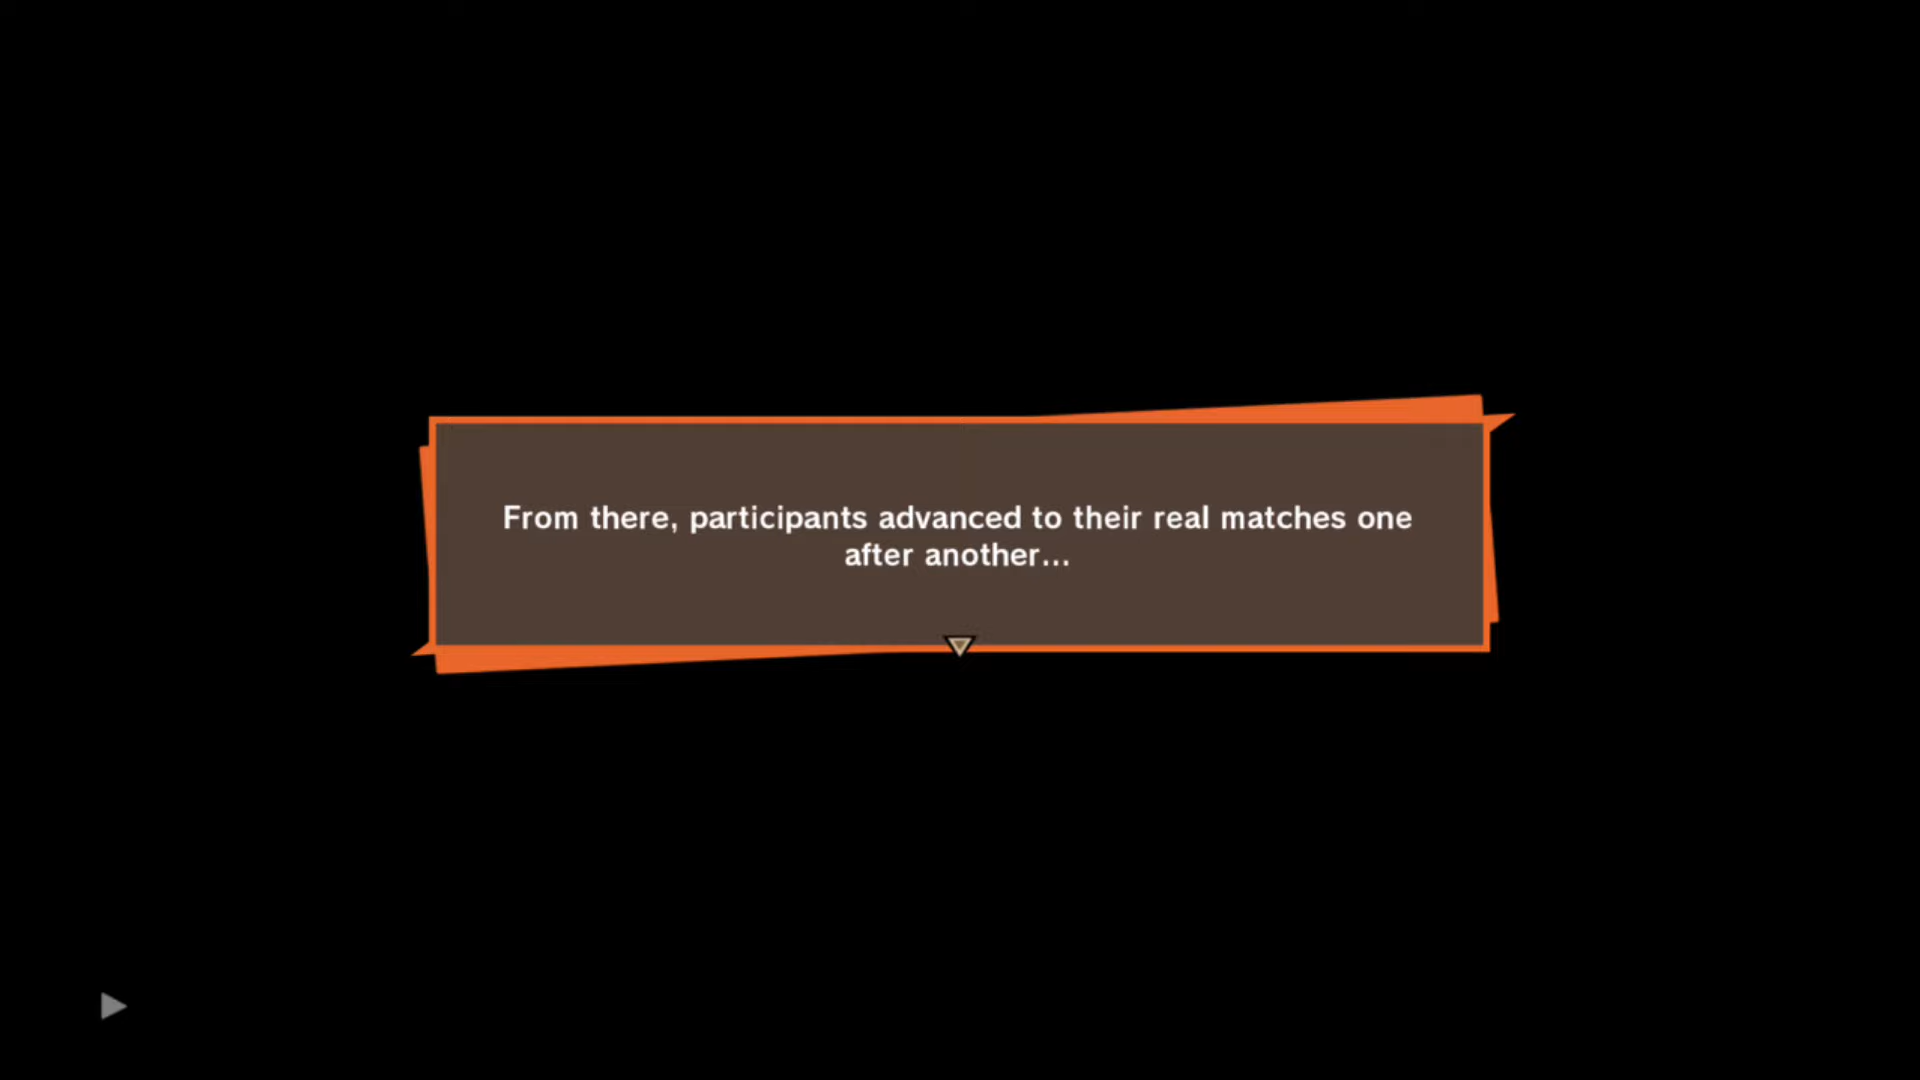 From there, participants advanced to their real matches one
after another...